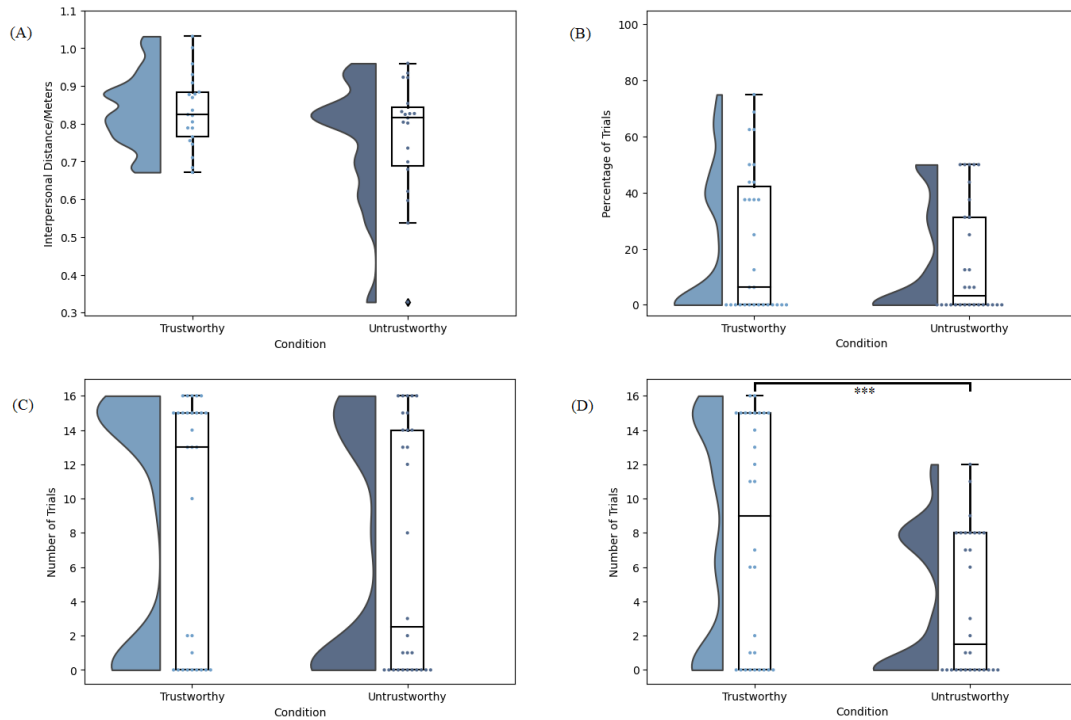 (A)
1.1
1.0
0.9
0.8
0.7
0.6
0.5
0.4
0.3
Interpersonal Distance/Meters
Trustworthy Untrustworthy
Condition
(B)
100
80
60
40
20
0
Percentage of Trials
Trustworthy Untrustworthy
Condition
(C)
16
14
12
10
8
6
4
2
0
Number of Trials
Trustworthy Untrustworthy
Condition
(D)
***
16
14
12
10
8
6
4
2
0
Number of Trials
Trustworthy Untrustworthy
Condition